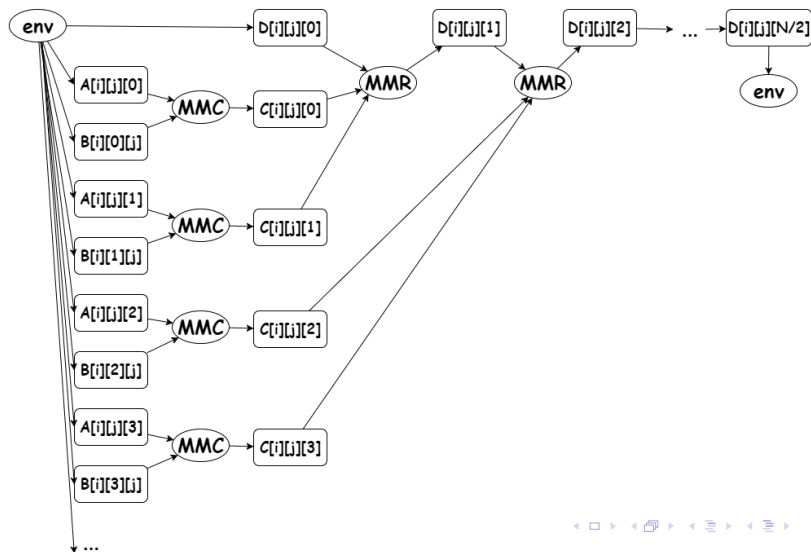 env
D[i][j][0]
D[i][j][1]
D[i][j][2]
...
D[i][j][N/2]
A[i][j][0]
MMC
C[i][j][0]
MMR
MMR
env
B[i][0][j]
A[i][j][1]
MMC
C[i][j][1]
B[i][1][j]
A[i][j][2]
MMC
C[i][j][2]
B[i][2][j]
A[i][j][3]
MMC
C[i][j][3]
B[i][3][j]
...